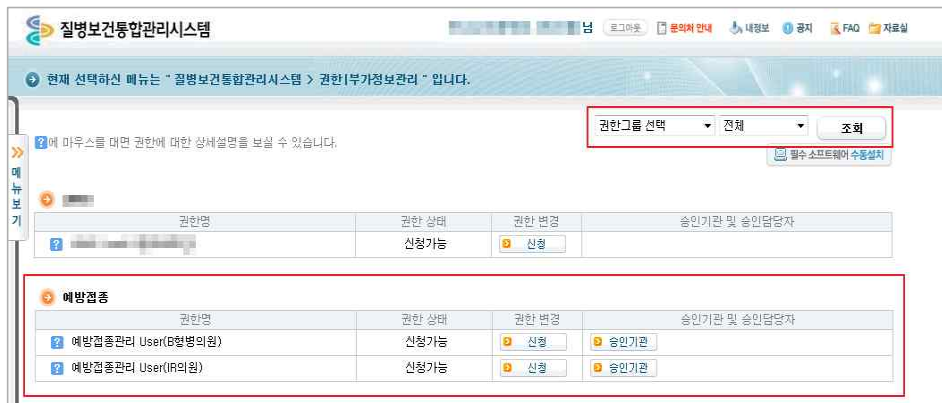 질병보건통합관리시스템
님 로그아웃 문의처 안내 내정보 공지 FAQ 자료실
현재 선택하신 메뉴는 " 질병보건통합관리시스템 > 권한|부가정보관리 " 입니다.
권한그룹 선택 전체 조회
?에 마우스를 대면 권한에 대한 상세설명을 보실 수 있습니다.
필수 소프트웨어 수동설치
메뉴보기
권한명 권한 상태 권한 변경 승인기관 및 승인담당자
? 신청가능 신청
예방접종
권한명 권한 상태 권한 변경 승인기관 및 승인담당자
? 예방접종관리 User(B형병의원) 신청가능 신청 승인기관
? 예방접종관리 User(IR의원) 신청가능 신청 승인기관